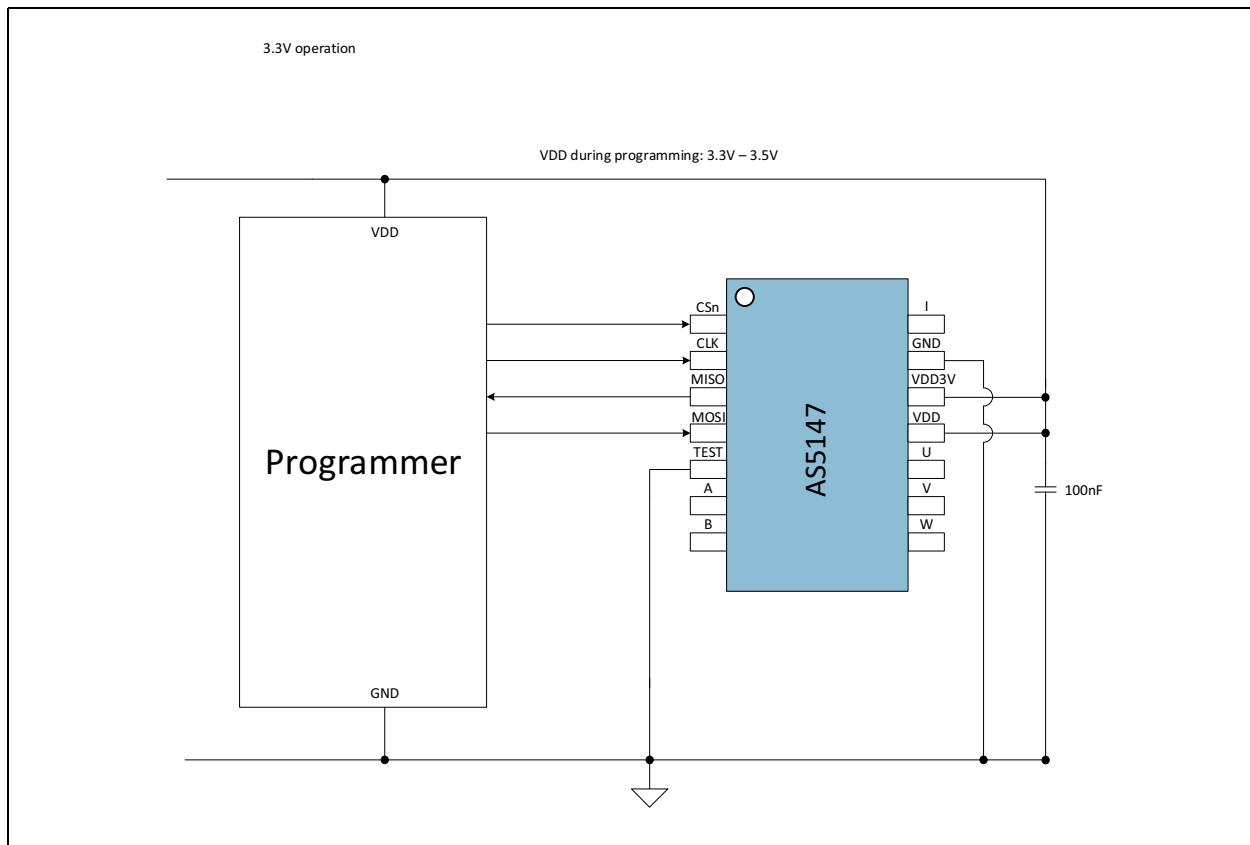 3.3V operation
VDD during programming: 3.3V – 3.5V
VDD
Programmer
GND
CSn
CLK
MISO
MOSI
TEST
A
B
AS5147
I
GND
VDD3V
VDD
U
V
W
100nF